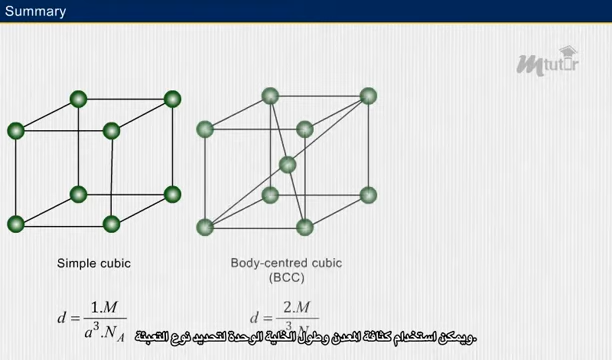 Summary
Mtutor
Simple cubic
Body-centred cubic
(BCC)
d = 1.M / a³.N_A
d = 2.M
ويمكن استخدام كثافة المعدن وطول الخلية الوحدة لتحديد نوع التعبئة.